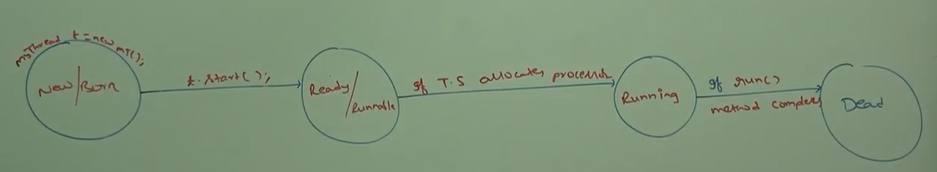 MyThread t = new MT();
New/Born
t.start();
Ready/
Runnable
If T.S allocates processor
Running
If run()
method completes
Dead